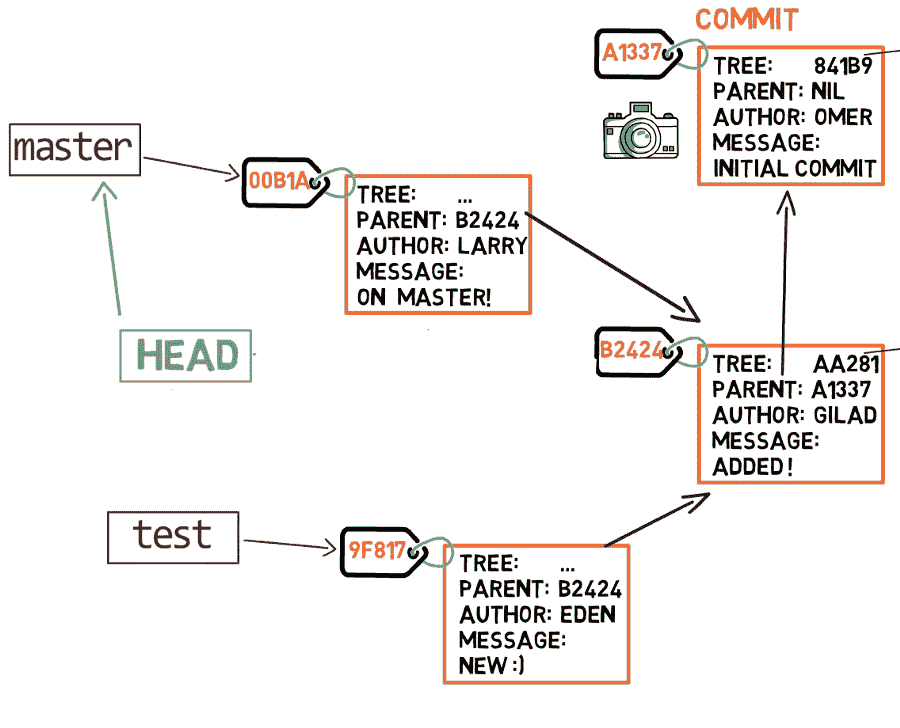 COMMIT
A1337
TREE: 841B9
PARENT: NIL
AUTHOR: OMER
MESSAGE:
INITIAL COMMIT
master
00B1A
TREE: ...
PARENT: B2424
AUTHOR: LARRY
MESSAGE:
ON MASTER!
HEAD
B2424
TREE: AA281
PARENT: A1337
AUTHOR: GILAD
MESSAGE:
ADDED!
test
9F817
TREE: ...
PARENT: B2424
AUTHOR: EDEN
MESSAGE:
NEW :)